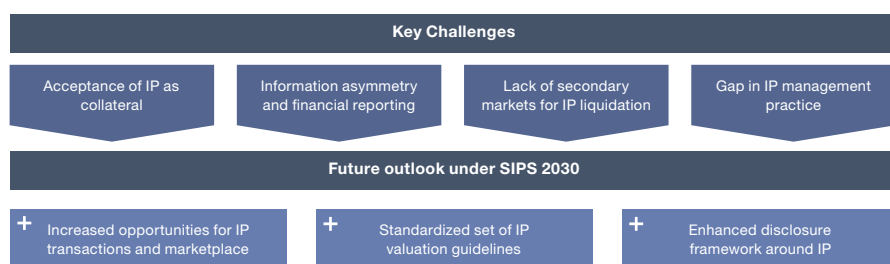 Key Challenges
Acceptance of IP as
collateral
Information asymmetry
and financial reporting
Lack of secondary
markets for IP liquidation
Gap in IP management
practice
Future outlook under SIPS 2030
+
Increased opportunities for IP
transactions and marketplace
+
Standardized set of IP
valuation guidelines
+
Enhanced disclosure
framework around IP